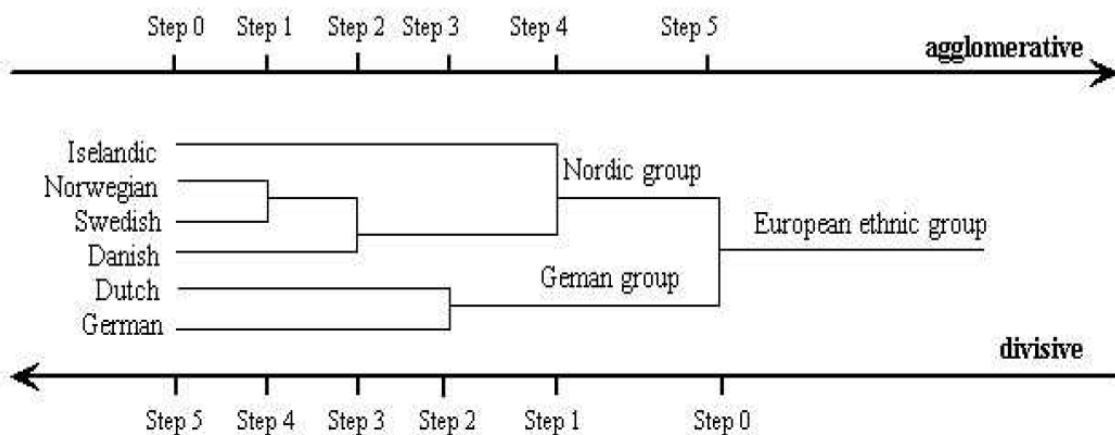 Step 0 Step 1 Step 2 Step 3 Step 4 Step 5
agglomerative
Iselandic
Nordic group
Norwegian
Swedish
European ethnic group
Danish
Dutch
Geman group
German
divisive
Step 5 Step 4 Step 3 Step 2 Step 1 Step 0